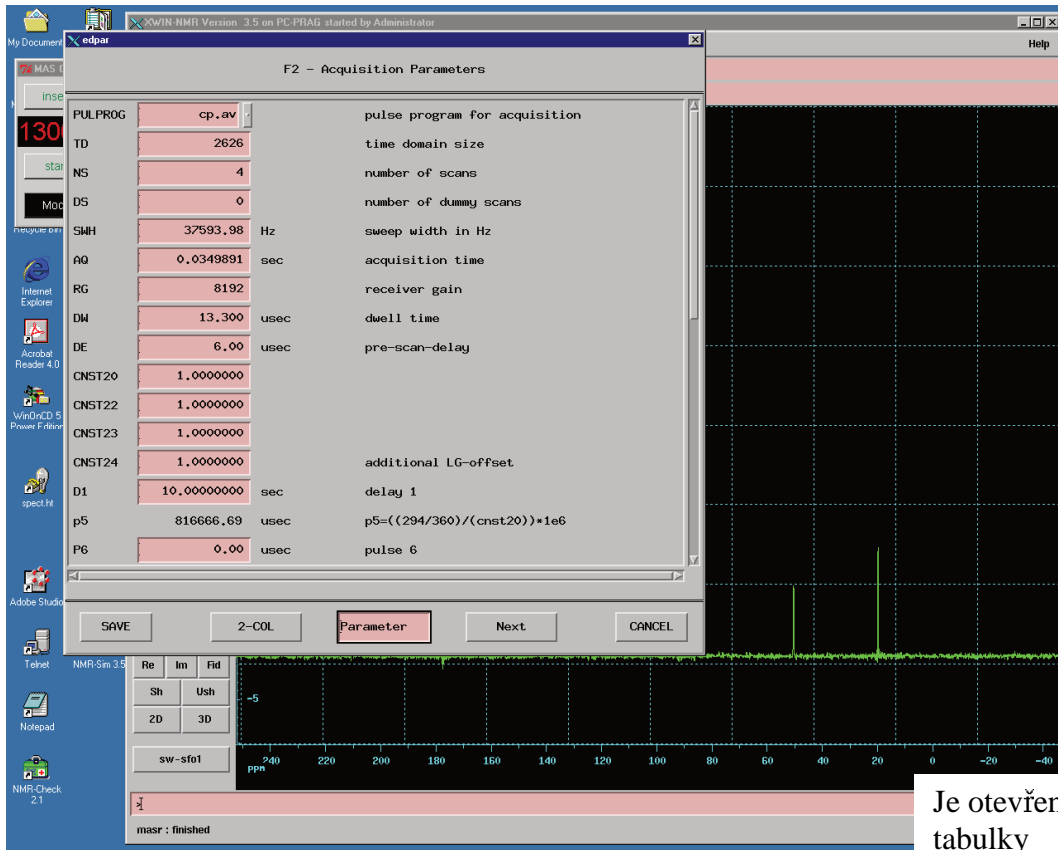 My Document
XWIN-NMR Version 3.5 on PC-PRAG started by Administrator
edpar
Help
F2 - Acquisition Parameters
MAS
inse
1300
star
Mod
PULPROG cp.av pulse program for acquisition
TD 2626 time domain size
NS 4 number of scans
DS 0 number of dummy scans
SWH 37593.98 Hz sweep width in Hz
AQ 0.0349891 sec acquisition time
RG 8192 receiver gain
DW 13.300 usec dwell time
DE 6.00 usec pre-scan-delay
CNST20 1.0000000
CNST22 1.0000000
CNST23 1.0000000
CNST24 1.0000000 additional LG-offset
D1 10.00000000 sec delay 1
p5 816666.69 usec p5=((294/360)/(cnst20))*1e6
P6 0.00 usec pulse 6
SAVE 2-COL Parameter Next CANCEL
Recycle Bin
Internet
Explorer
Acrobat
Reader 4.0
WinOnCD 5
Power Edition
spect.ht
Adobe Studio
Telnet
NMR-Sim 3.5
Notepad
NMR-Check
2.1
Re Im Fid
Sh Ush
2D 3D
sw-sfo1
-5
ppm 240 220 200 180 160 140 120 100 80 60 40 20 0 -20 -40
>
masr : finished
Je otevřen
tabulky